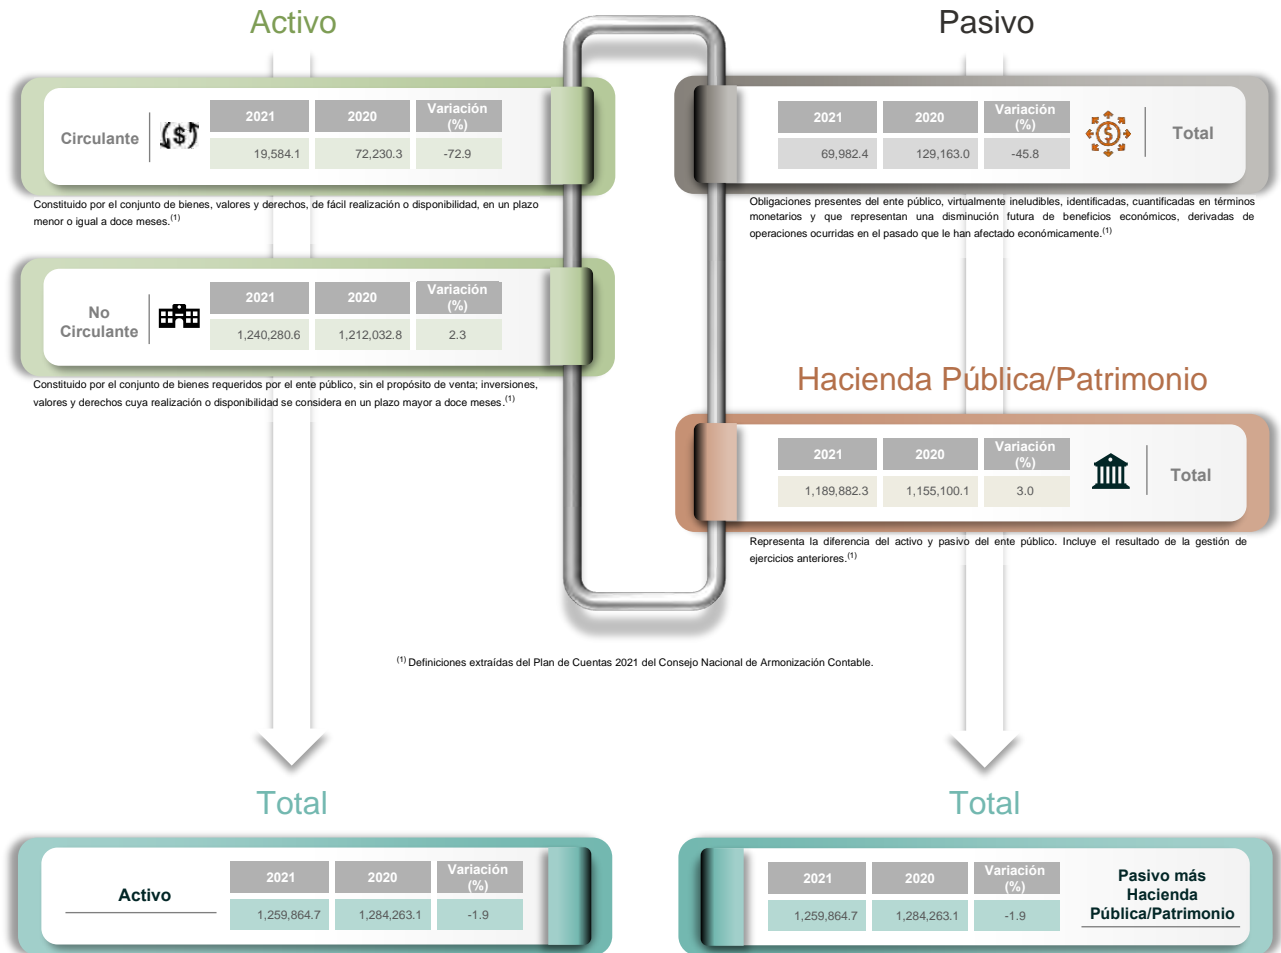 Activo
Circulante
2021 2020 Variación (%)
19,584.1 72,230.3 -72.9
Constituido por el conjunto de bienes, valores y derechos, de fácil realización o disponibilidad, en un plazo
menor o igual a doce meses.(1)
No
Circulante
2021 2020 Variación (%)
1,240,280.6 1,212,032.8 2.3
Constituido por el conjunto de bienes requeridos por el ente público, sin el propósito de venta; inversiones,
valores y derechos cuya realización o disponibilidad se considera en un plazo mayor a doce meses.(1)
Pasivo
2021 2020 Variación (%)
69,982.4 129,163.0 -45.8
Total
Obligaciones presentes del ente público, virtualmente ineludibles, identificadas, cuantificadas en términos
monetarios y que representan una disminución futura de beneficios económicos, derivadas de
operaciones ocurridas en el pasado que le han afectado económicamente.(1)
Hacienda Pública/Patrimonio
2021 2020 Variación (%)
1,189,882.3 1,155,100.1 3.0
Total
Representa la diferencia del activo y pasivo del ente público. Incluye el resultado de la gestión de
ejercicios anteriores.(1)
(1) Definiciones extraídas del Plan de Cuentas 2021 del Consejo Nacional de Armonización Contable.
Total
Activo
2021 2020 Variación (%)
1,259,864.7 1,284,263.1 -1.9
Total
2021 2020 Variación (%)
1,259,864.7 1,284,263.1 -1.9
Pasivo más
Hacienda
Pública/Patrimonio